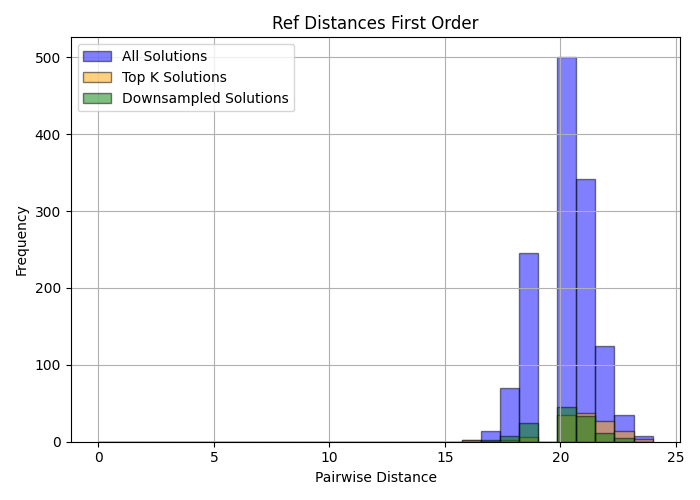 Ref Distances First Order
All Solutions
Top K Solutions
Downsampled Solutions
Frequency
500
400
300
200
100
0
0 5 10 15 20 25
Pairwise Distance